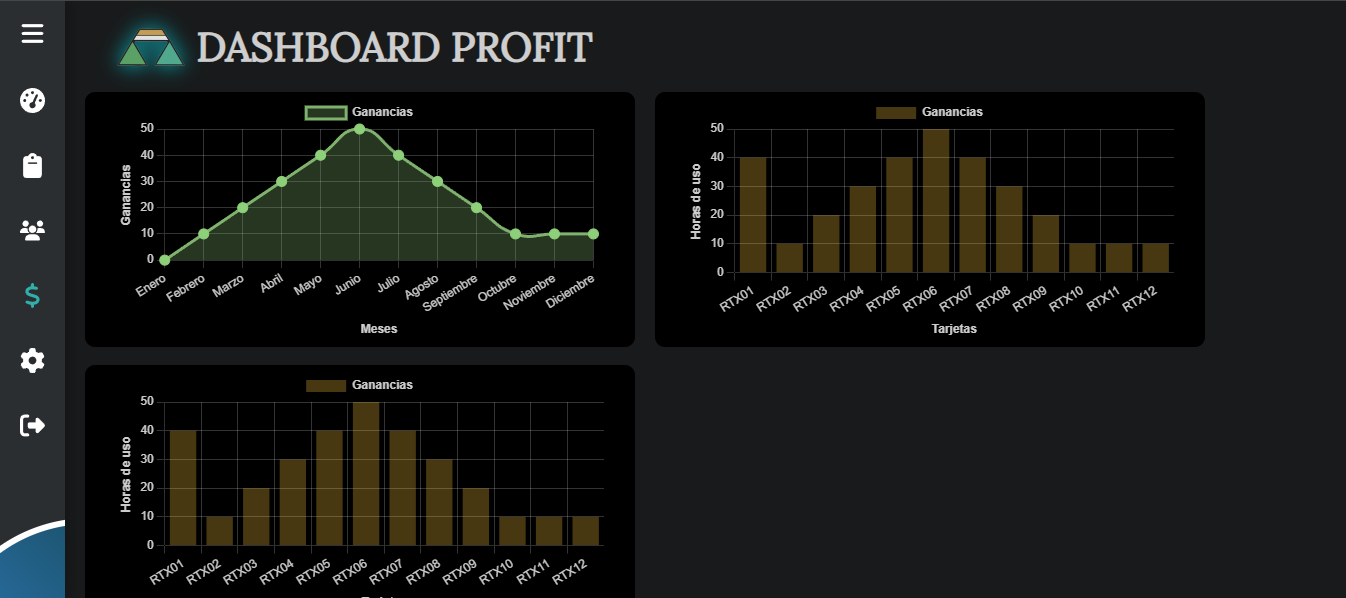 DASHBOARD PROFIT
Ganancias
50
40
30
20
10
0
Ganancias
Enero
Febrero
Marzo
Abril
Mayo
Junio
Julio
Agosto
Septiembre
Octubre
Noviembre
Diciembre
Meses
Ganancias
50
40
30
20
10
0
Horas de uso
RTX01
RTX02
RTX03
RTX04
RTX05
RTX06
RTX07
RTX08
RTX09
RTX10
RTX11
RTX12
Tarjetas
Ganancias
50
40
30
20
10
0
Horas de uso
RTX01
RTX02
RTX03
RTX04
RTX05
RTX06
RTX07
RTX08
RTX09
RTX10
RTX11
RTX12